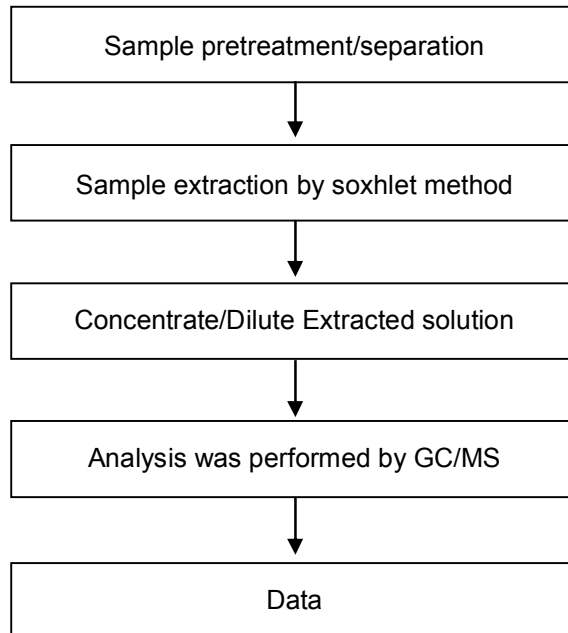 Sample pretreatment/separation
Sample extraction by soxhlet method
Concentrate/Dilute Extracted solution
Analysis was performed by GC/MS
Data